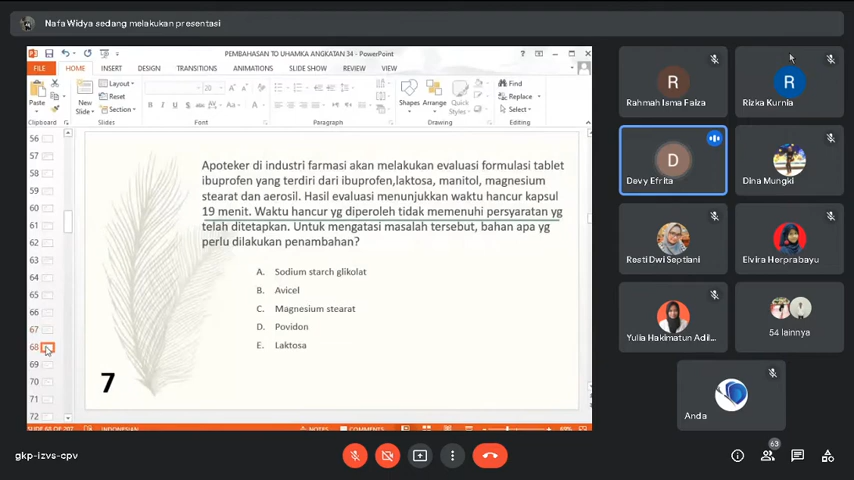 Nafa Widya sedang melakukan presentasi
PEMBAHASAN TO UHAMKA ANGKATAN 34 - PowerPoint
FILE HOME INSERT DESIGN TRANSITIONS ANIMATIONS SLIDE SHOW REVIEW VIEW
Paste
New
Slide
Layout
Reset
Section
Shapes
Arrange
Quick
Styles
Find
Replace
Select
Clipboard
Slides
Font
Paragraph
Drawing
Editing
56
57
58
59
60
61
62
63
64
65
66
67
68
69
70
71
72
Apoteker di industri farmasi akan melakukan evaluasi formulasi tablet
ibuprofen yang terdiri dari ibuprofen,laktosa, manitol, magnesium
stearat dan aerosil. Hasil evaluasi menunjukkan waktu hancur kapsul
19 menit. Waktu hancur yg diperoleh tidak memenuhi persyaratan yg
telah ditetapkan. Untuk mengatasi masalah tersebut, bahan apa yg
perlu dilakukan penambahan?
A. Sodium starch glikolat
B. Avicel
C. Magnesium stearat
D. Povidon
E. Laktosa
7
SLIDE 68 OF 207
INDONESIAN
NOTES
COMMENTS
69%
R
Rahmah Isma Faiza
R
Rizka Kurnia
D
Devy Efrita
Dina Mungki
Resti Dwi Septiani
Elvira Herprabayu
Yulia Hakimatun Adil...
54 lainnya
Anda
gkp-izvs-cpv
63